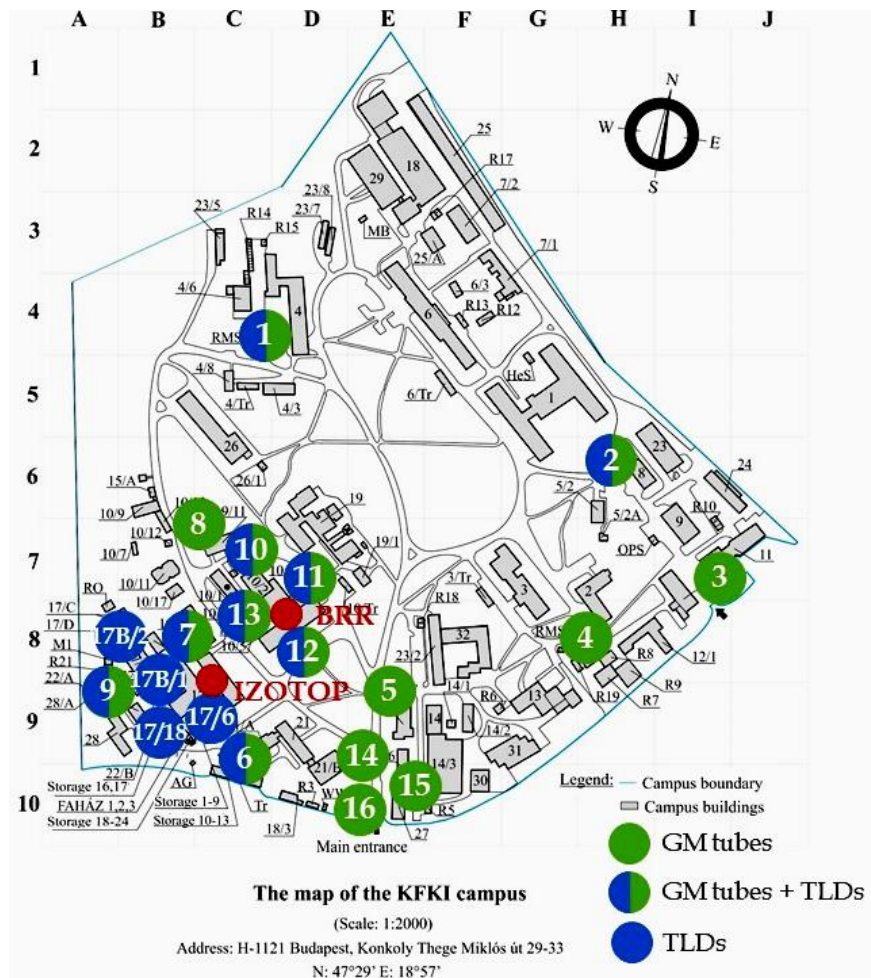 A B C D E F G H I J
1
N
W
E
S
2
25
R17
18
29
7/2
23/8
23/7
23/5
R14
R15
MB
3
25/A
7/1
4/6
4
6/3
R13
R12
6
4
RMS
1
HeS
4/8
4/Tr
4/3
6/Tr
1
5
26
23
2
8
6
15/A
26/1
24
5/2
5/2A
R10
9
10/9
8
9/11
19
10/12
10/7
10
19/1
OPS
11
7
10/11
11
3/Tr
3
3
10/17
2
RO
13
BRR
R18
17/C
17/D
17B/2
7
RMS
4
8
M1
12
32
R8
12/1
R21
23/2
22/A
17B/1
IZOTOP
14/1
R9
28/A
9
5
R6
13
R7
R19
17/6
14
9
17/18
21
14/2
28
31
6
14
14/3
22/B
15
30
Legend:
Campus boundary
Storage 16,17
AG
Storage 1-9
Tr
R3
16
R5
Campus buildings
10
FAHÁZ 1,2,3
Storage 18-24
Storage 10-13
18/3
27
Main entrance
GM tubes
GM tubes + TLDs
TLDs
The map of the KFKI campus
(Scale: 1:2000)
Address: H-1121 Budapest, Konkoly Thege Miklós út 29-33
N: 47°29' E: 18°57'